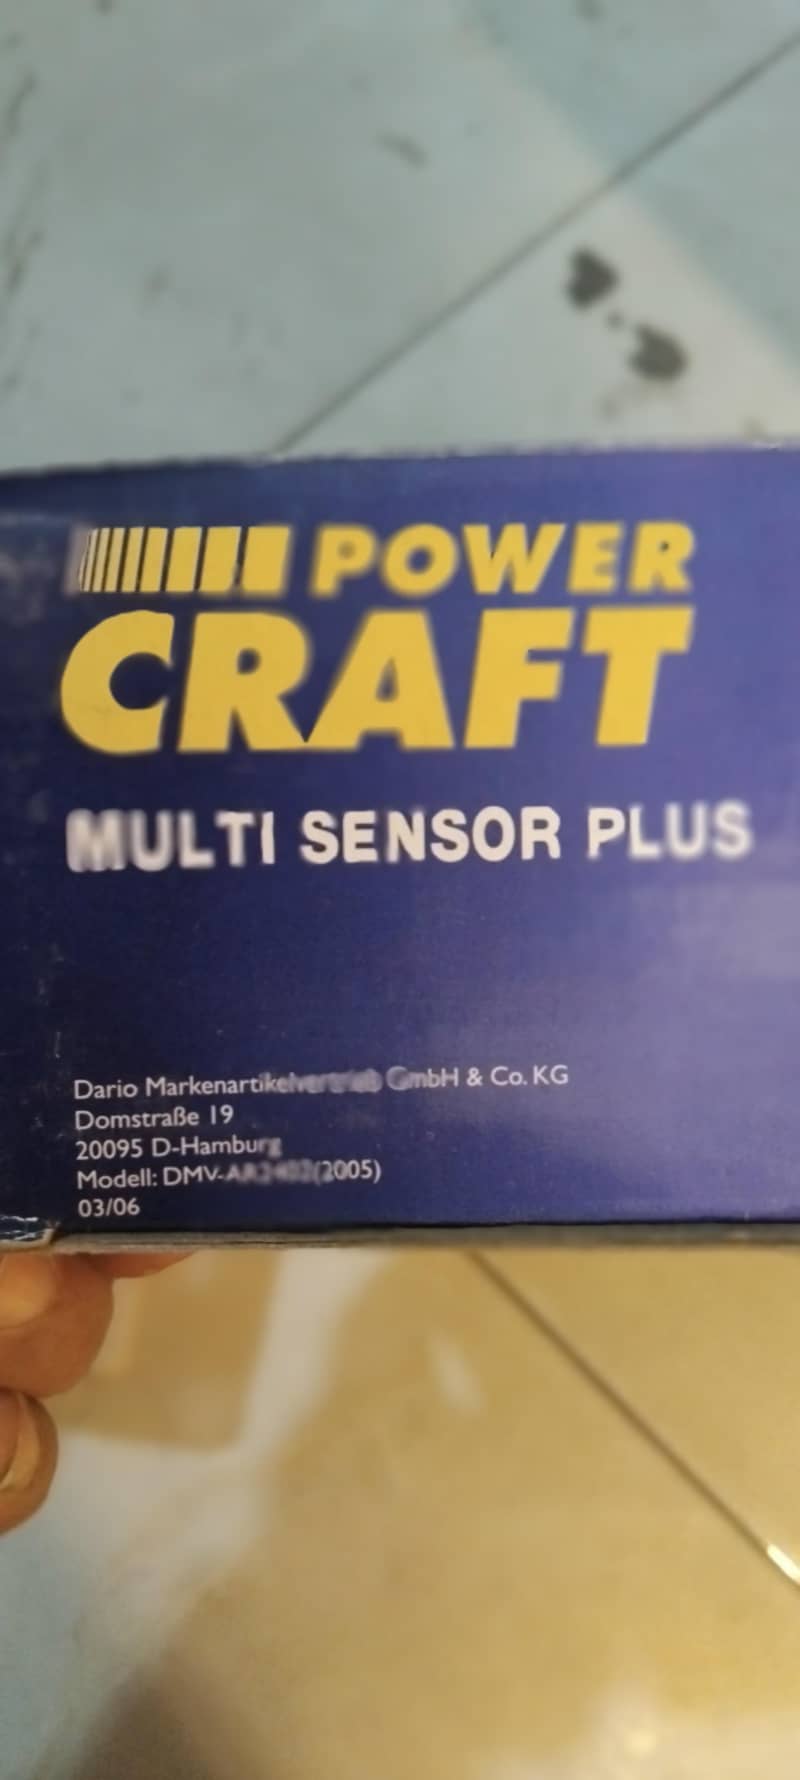 POWER
CRAFT
MULTI SENSOR PLUS
Dario GmbH & Co. KG
Domstraße 19
20095 D-Hamburg
Modell: (2005)
03/06